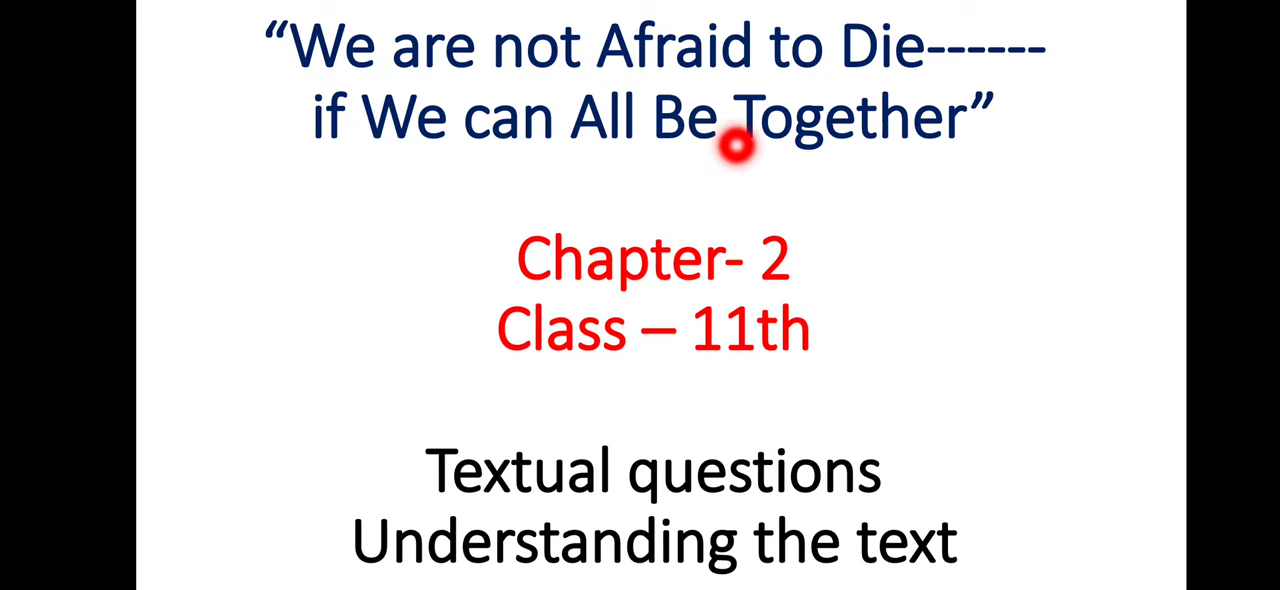 “We are not Afraid to Die------
if We can All Be Together”
Chapter- 2
Class – 11th
Textual questions
Understanding the text